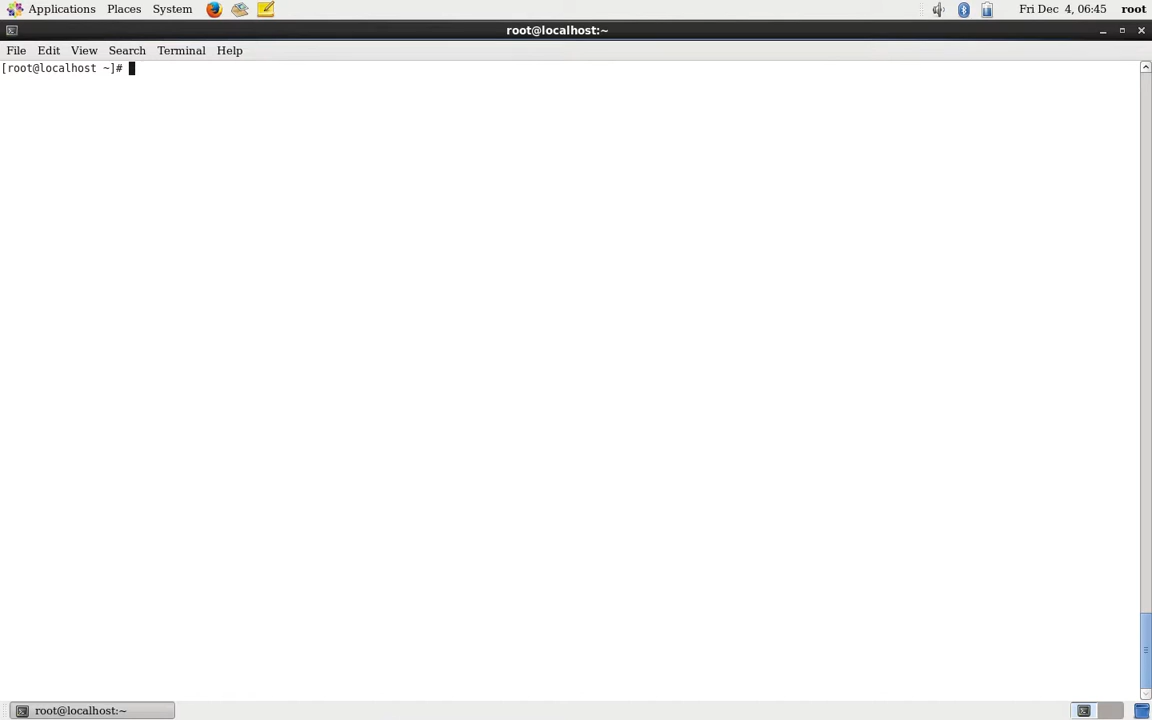 Applications Places System Fri Dec 4, 06:45 root
root@localhost:~
File Edit View Search Terminal Help
[root@localhost ~]#
root@localhost:~